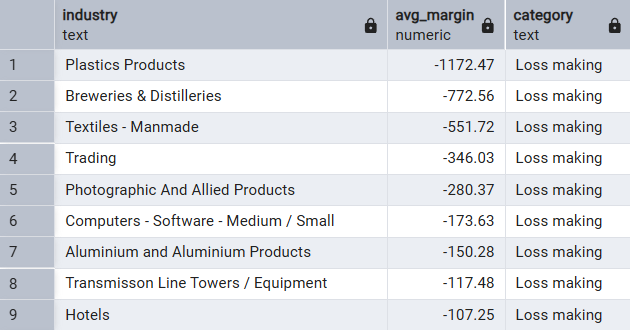 industry avg_margin category
text numeric text
1 Plastics Products -1172.47 Loss making
2 Breweries & Distilleries -772.56 Loss making
3 Textiles - Manmade -551.72 Loss making
4 Trading -346.03 Loss making
5 Photographic And Allied Products -280.37 Loss making
6 Computers - Software - Medium / Small -173.63 Loss making
7 Aluminium and Aluminium Products -150.28 Loss making
8 Transmisson Line Towers / Equipment -117.48 Loss making
9 Hotels -107.25 Loss making